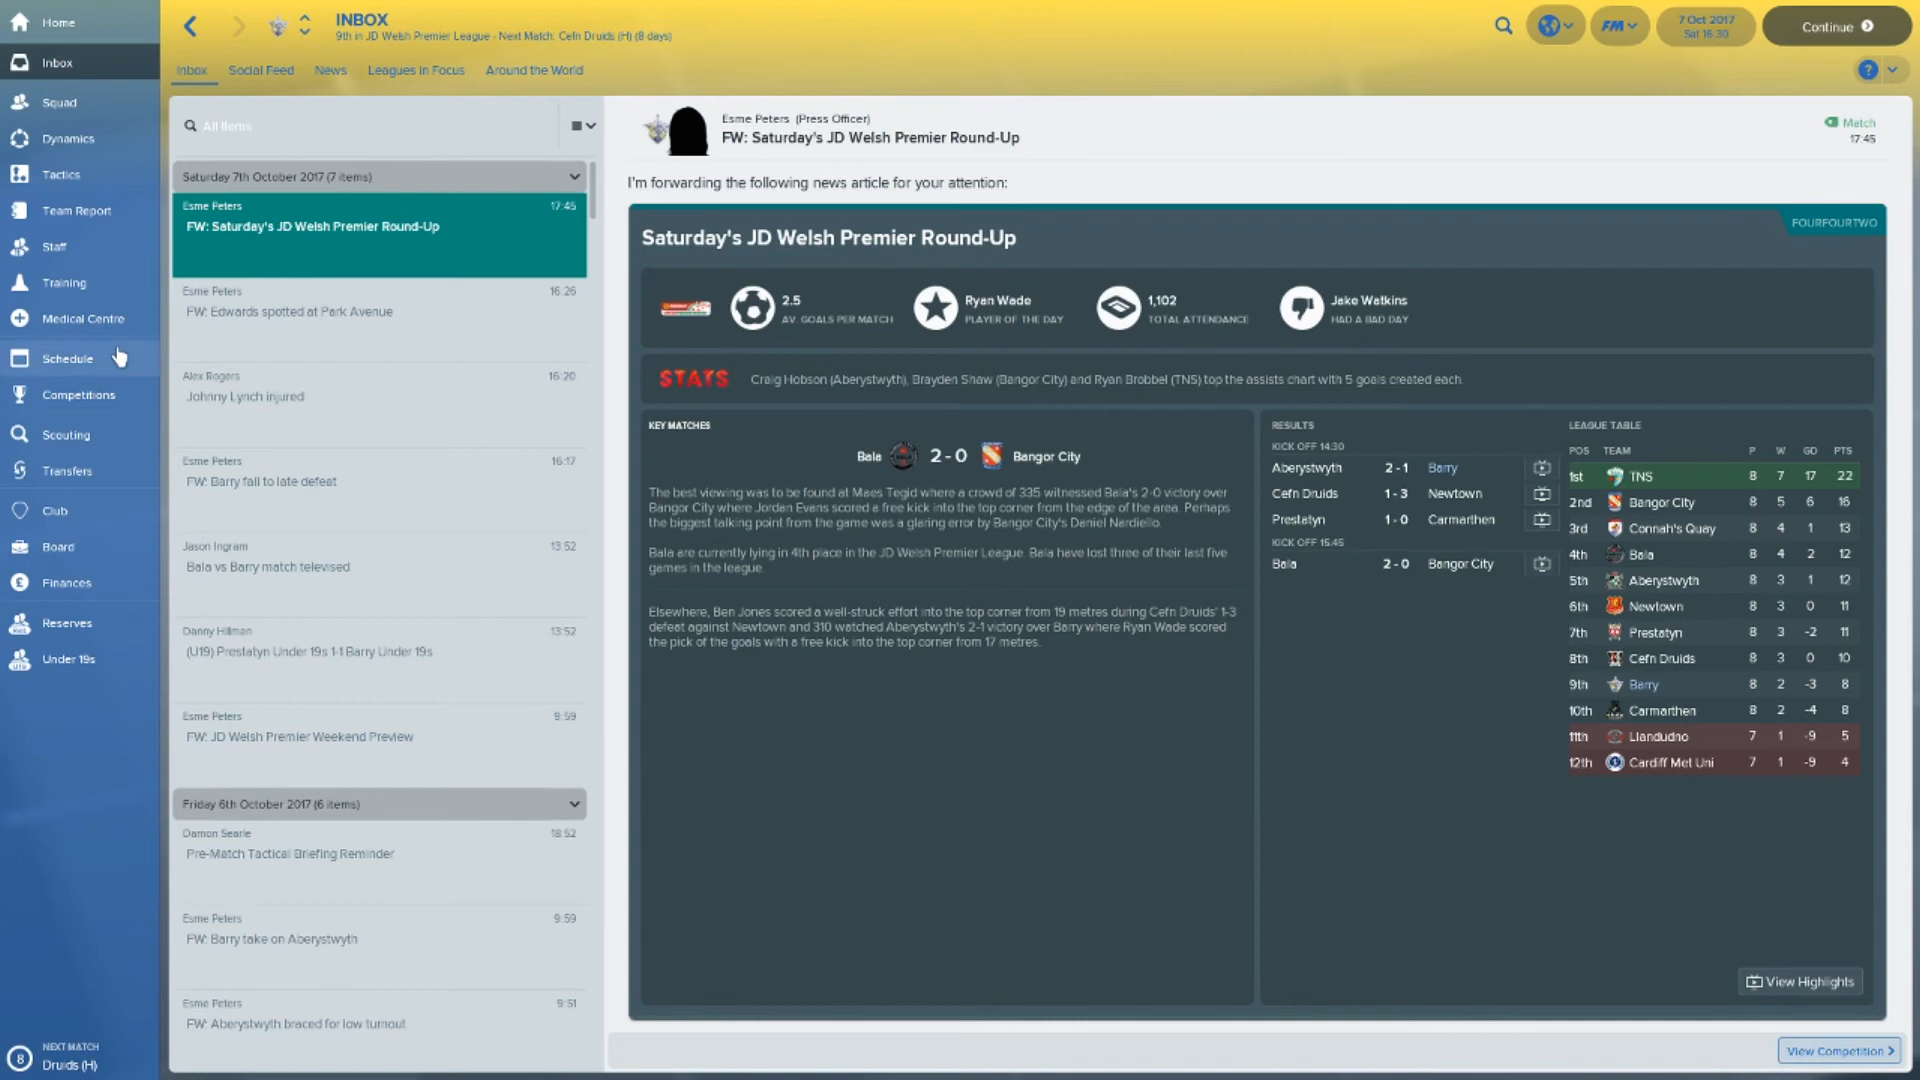 Home
Inbox
Squad
Dynamics
Tactics
Team Report
Staff
Training
Medical Centre
Schedule
Competitions
Scouting
Transfers
Club
Board
Finances
Reserves
Under 19s
8
NEXT MATCH
Druids (H)
INBOX
9th in JD Welsh Premier League - Next Match: Cefn Druids (H) (8 days)
FM
7 Oct 2017
Sat 16:30
Continue
Inbox Social Feed News Leagues in Focus Around the World
?
All Items
Saturday 7th October 2017 (7 items)
Esme Peters 17:45
FW: Saturday's JD Welsh Premier Round-Up
Esme Peters 16:26
FW: Edwards spotted at Park Avenue
Alex Rogers 16:20
Johnny Lynch injured
Esme Peters 16:17
FW: Barry fall to late defeat
Jason Ingram 13:52
Bala vs Barry match televised
Danny Hillman 13:52
(U19) Prestatyn Under 19s 1-1 Barry Under 19s
Esme Peters 9:59
FW: JD Welsh Premier Weekend Preview
Friday 6th October 2017 (6 items)
Damon Searle 18:52
Pre-Match Tactical Briefing Reminder
Esme Peters 9:59
FW: Barry take on Aberystwyth
Esme Peters 9:51
FW: Aberystwyth braced for low turnout
Esme Peters (Press Officer)
FW: Saturday's JD Welsh Premier Round-Up
Match
17:45
I'm forwarding the following news article for your attention:
FOURFOURTWO
Saturday's JD Welsh Premier Round-Up
2.5
AV. GOALS PER MATCH
Ryan Wade
PLAYER OF THE DAY
1,102
TOTAL ATTENDANCE
Jake Watkins
HAD A BAD DAY
STATS
Craig Hobson (Aberystwyth), Brayden Shaw (Bangor City) and Ryan Brobbel (TNS) top the assists chart with 5 goals created each.
KEY MATCHES
Bala 2 - 0 Bangor City
The best viewing was to be found at Maes Tegid where a crowd of 335 witnessed Bala's 2-0 victory over
Bangor City where Jordan Evans scored a free kick into the top corner from the edge of the area. Perhaps
the biggest talking point from the game was a glaring error by Bangor City's Daniel Nardiello.
Bala are currently lying in 4th place in the JD Welsh Premier League. Bala have lost three of their last five
games in the league.
Elsewhere, Ben Jones scored a well-struck effort into the top corner from 19 metres during Cefn Druids' 1-3
defeat against Newtown and 310 watched Aberystwyth's 2-1 victory over Barry where Ryan Wade scored
the pick of the goals with a free kick into the top corner from 17 metres.
RESULTS
KICK OFF 14:30
Aberystwyth 2 - 1 Barry
Cefn Druids 1 - 3 Newtown
Prestatyn 1 - 0 Carmarthen
KICK OFF 15:45
Bala 2 - 0 Bangor City
LEAGUE TABLE
POS TEAM P W GD PTS
1st TNS 8 7 17 22
2nd Bangor City 8 5 6 16
3rd Connah's Quay 8 4 1 13
4th Bala 8 4 2 12
5th Aberystwyth 8 3 1 12
6th Newtown 8 3 0 11
7th Prestatyn 8 3 -2 11
8th Cefn Druids 8 3 0 10
9th Barry 8 2 -3 8
10th Carmarthen 8 2 -4 8
11th Llandudno 7 1 -9 5
12th Cardiff Met Uni 7 1 -9 4
View Highlights
View Competition